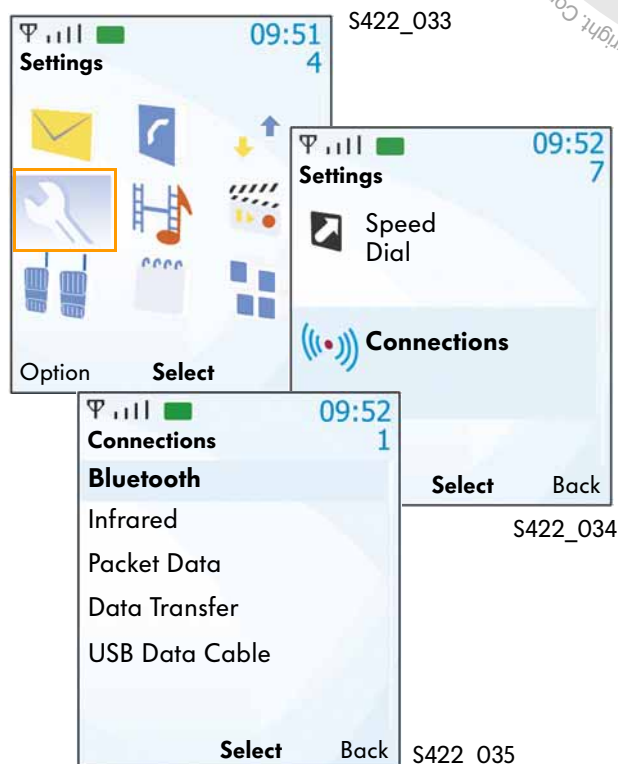 09:51
S422_033
Settings
4
Option Select
09:52
Settings
7
Speed
Dial
Connections
Select Back
S422_034
09:52
Connections
1
Bluetooth
Infrared
Packet Data
Data Transfer
USB Data Cable
Select Back
S422_035